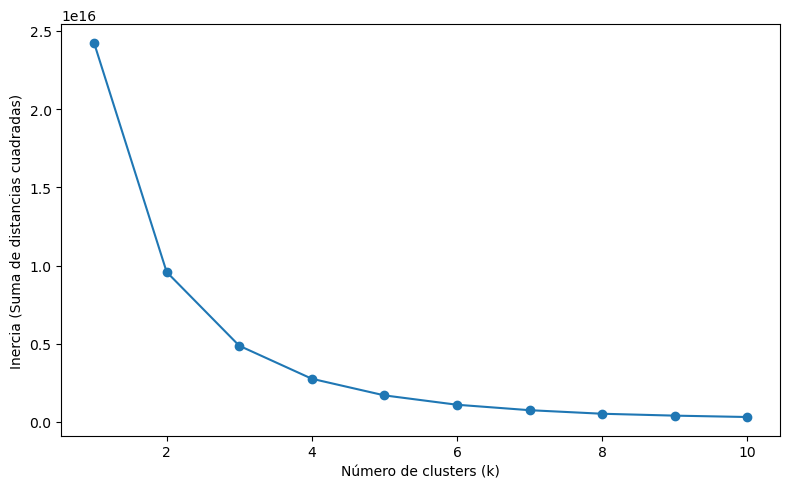 1e16
2.5
2.0
1.5
1.0
0.5
0.0
Inercia (Suma de distancias cuadradas)
2 4 6 8 10
Número de clusters (k)